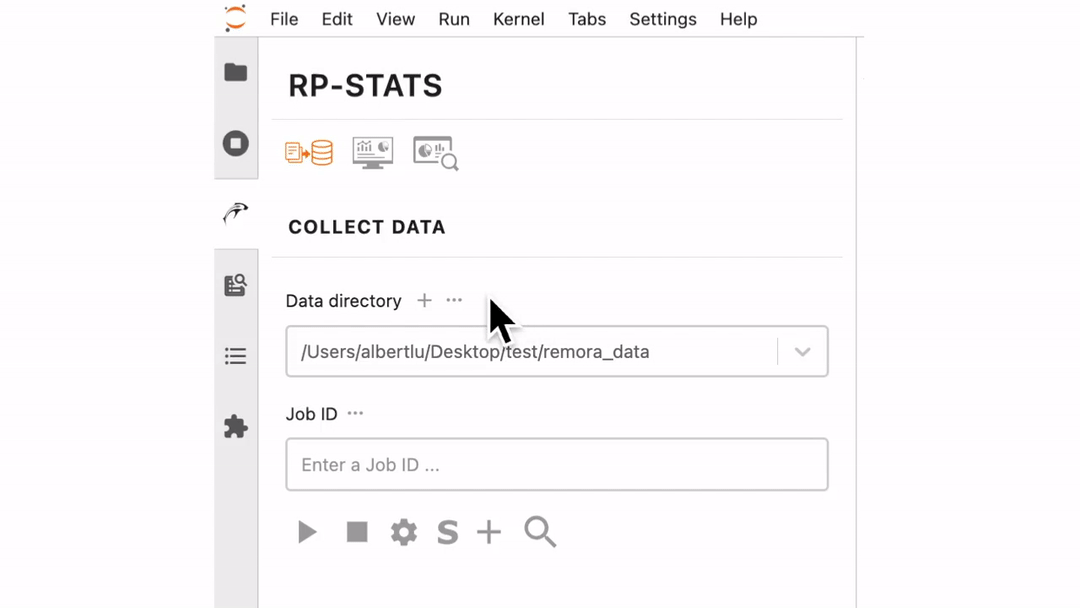 File Edit View Run Kernel Tabs Settings Help
RP-STATS
COLLECT DATA
Data directory + ...
/Users/albertlu/Desktop/test/remora_data
Job ID ...
Enter a Job ID ...
S